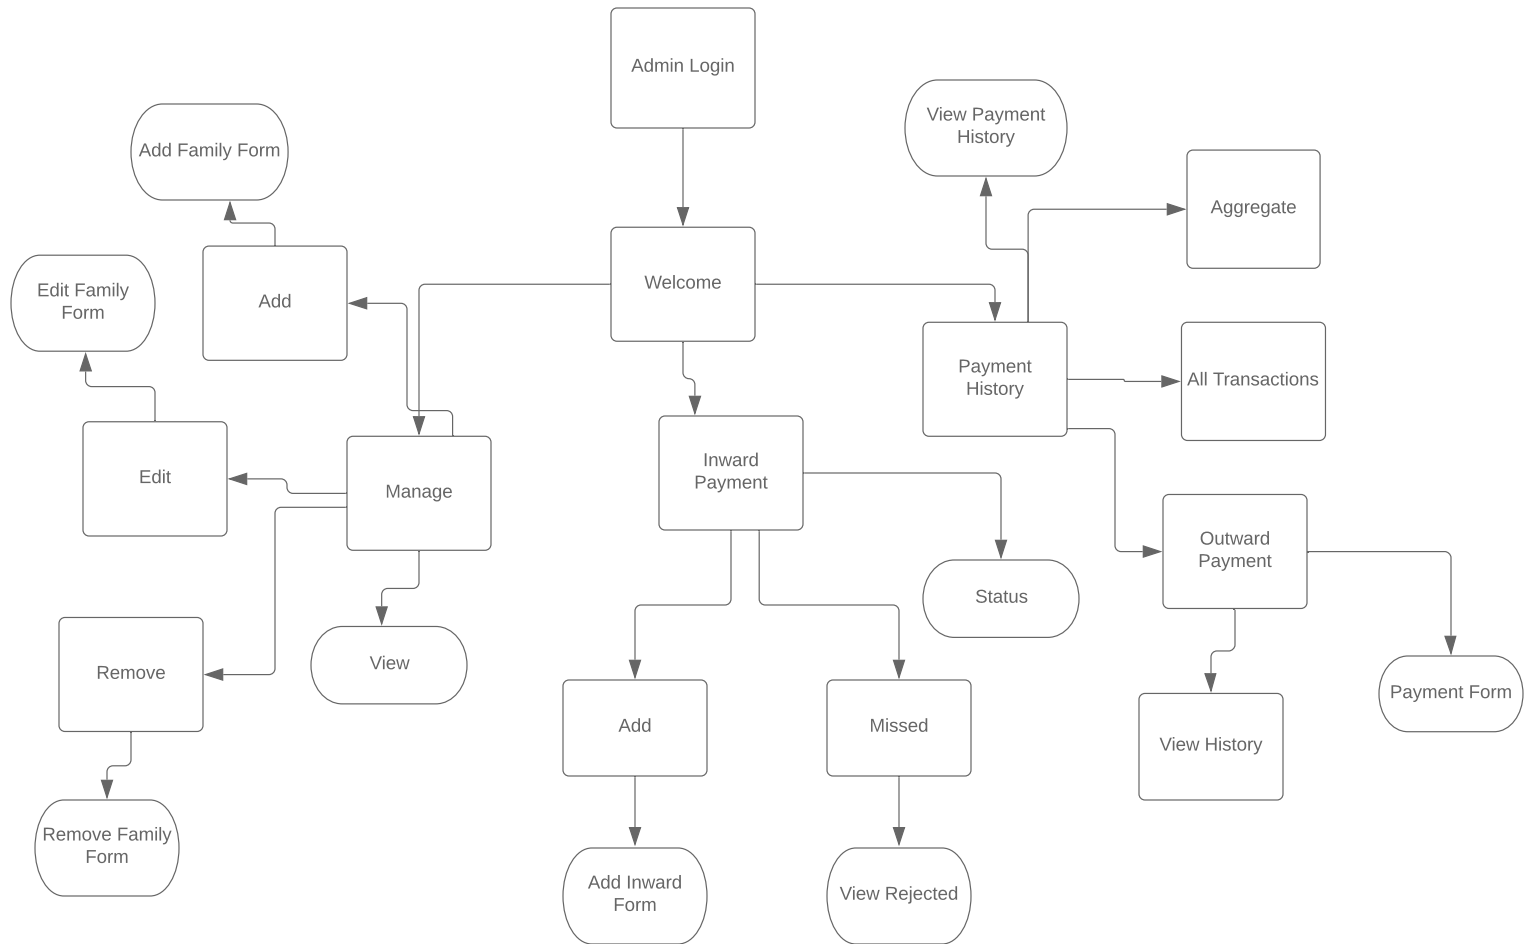 Admin Login
View Payment
History
Add Family Form
Aggregate
Welcome
Edit Family
Form
Add
Payment
History
All Transactions
Inward
Payment
Edit
Manage
Outward
Payment
Status
Remove
View
Payment Form
Add
Missed
View History
Remove Family
Form
Add Inward
Form
View Rejected